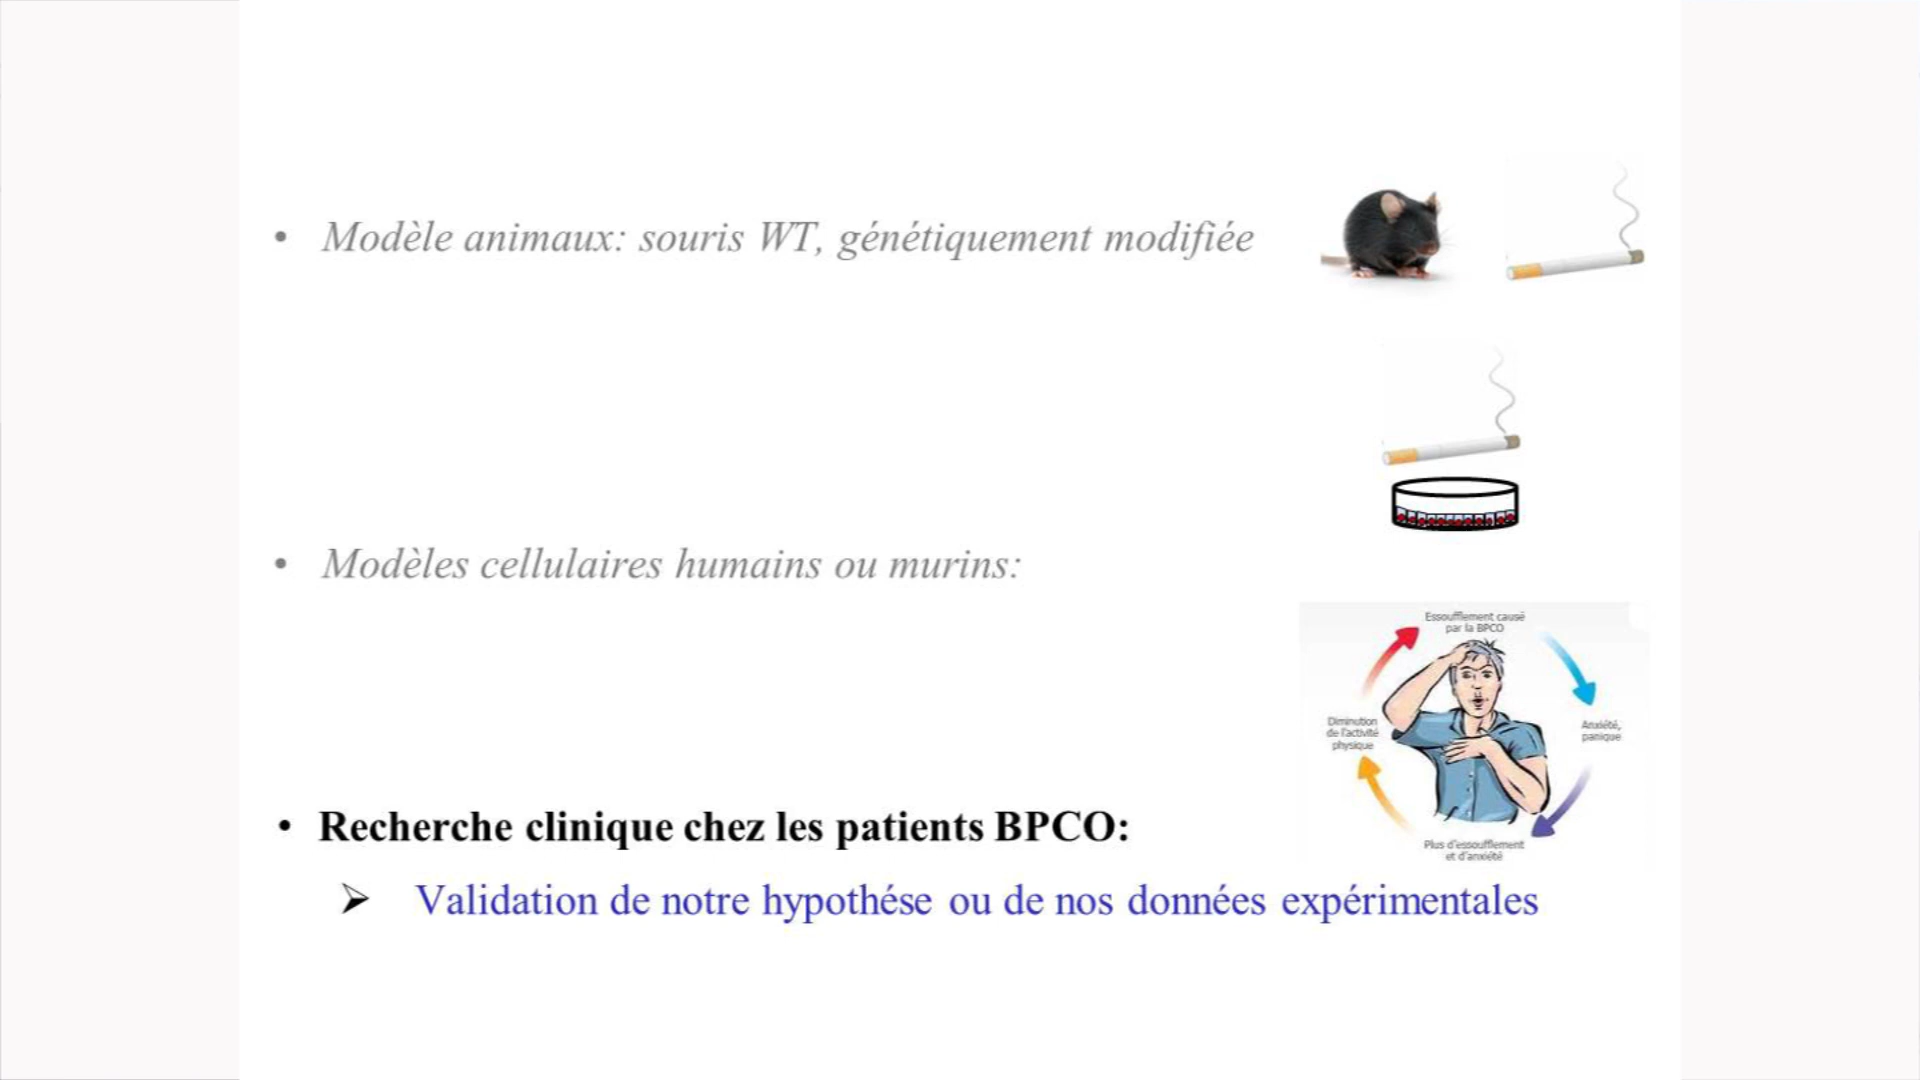 • Modèle animaux: souris WT, génétiquement modifiée
• Modèles cellulaires humains ou murins:
Essoufflement causé
par la BPCO
Diminution
de l'activité
physique
Anxiété,
panique
Plus d'essoufflement
et d'anxiété
• Recherche clinique chez les patients BPCO:
➢ Validation de notre hypothése ou de nos données expérimentales